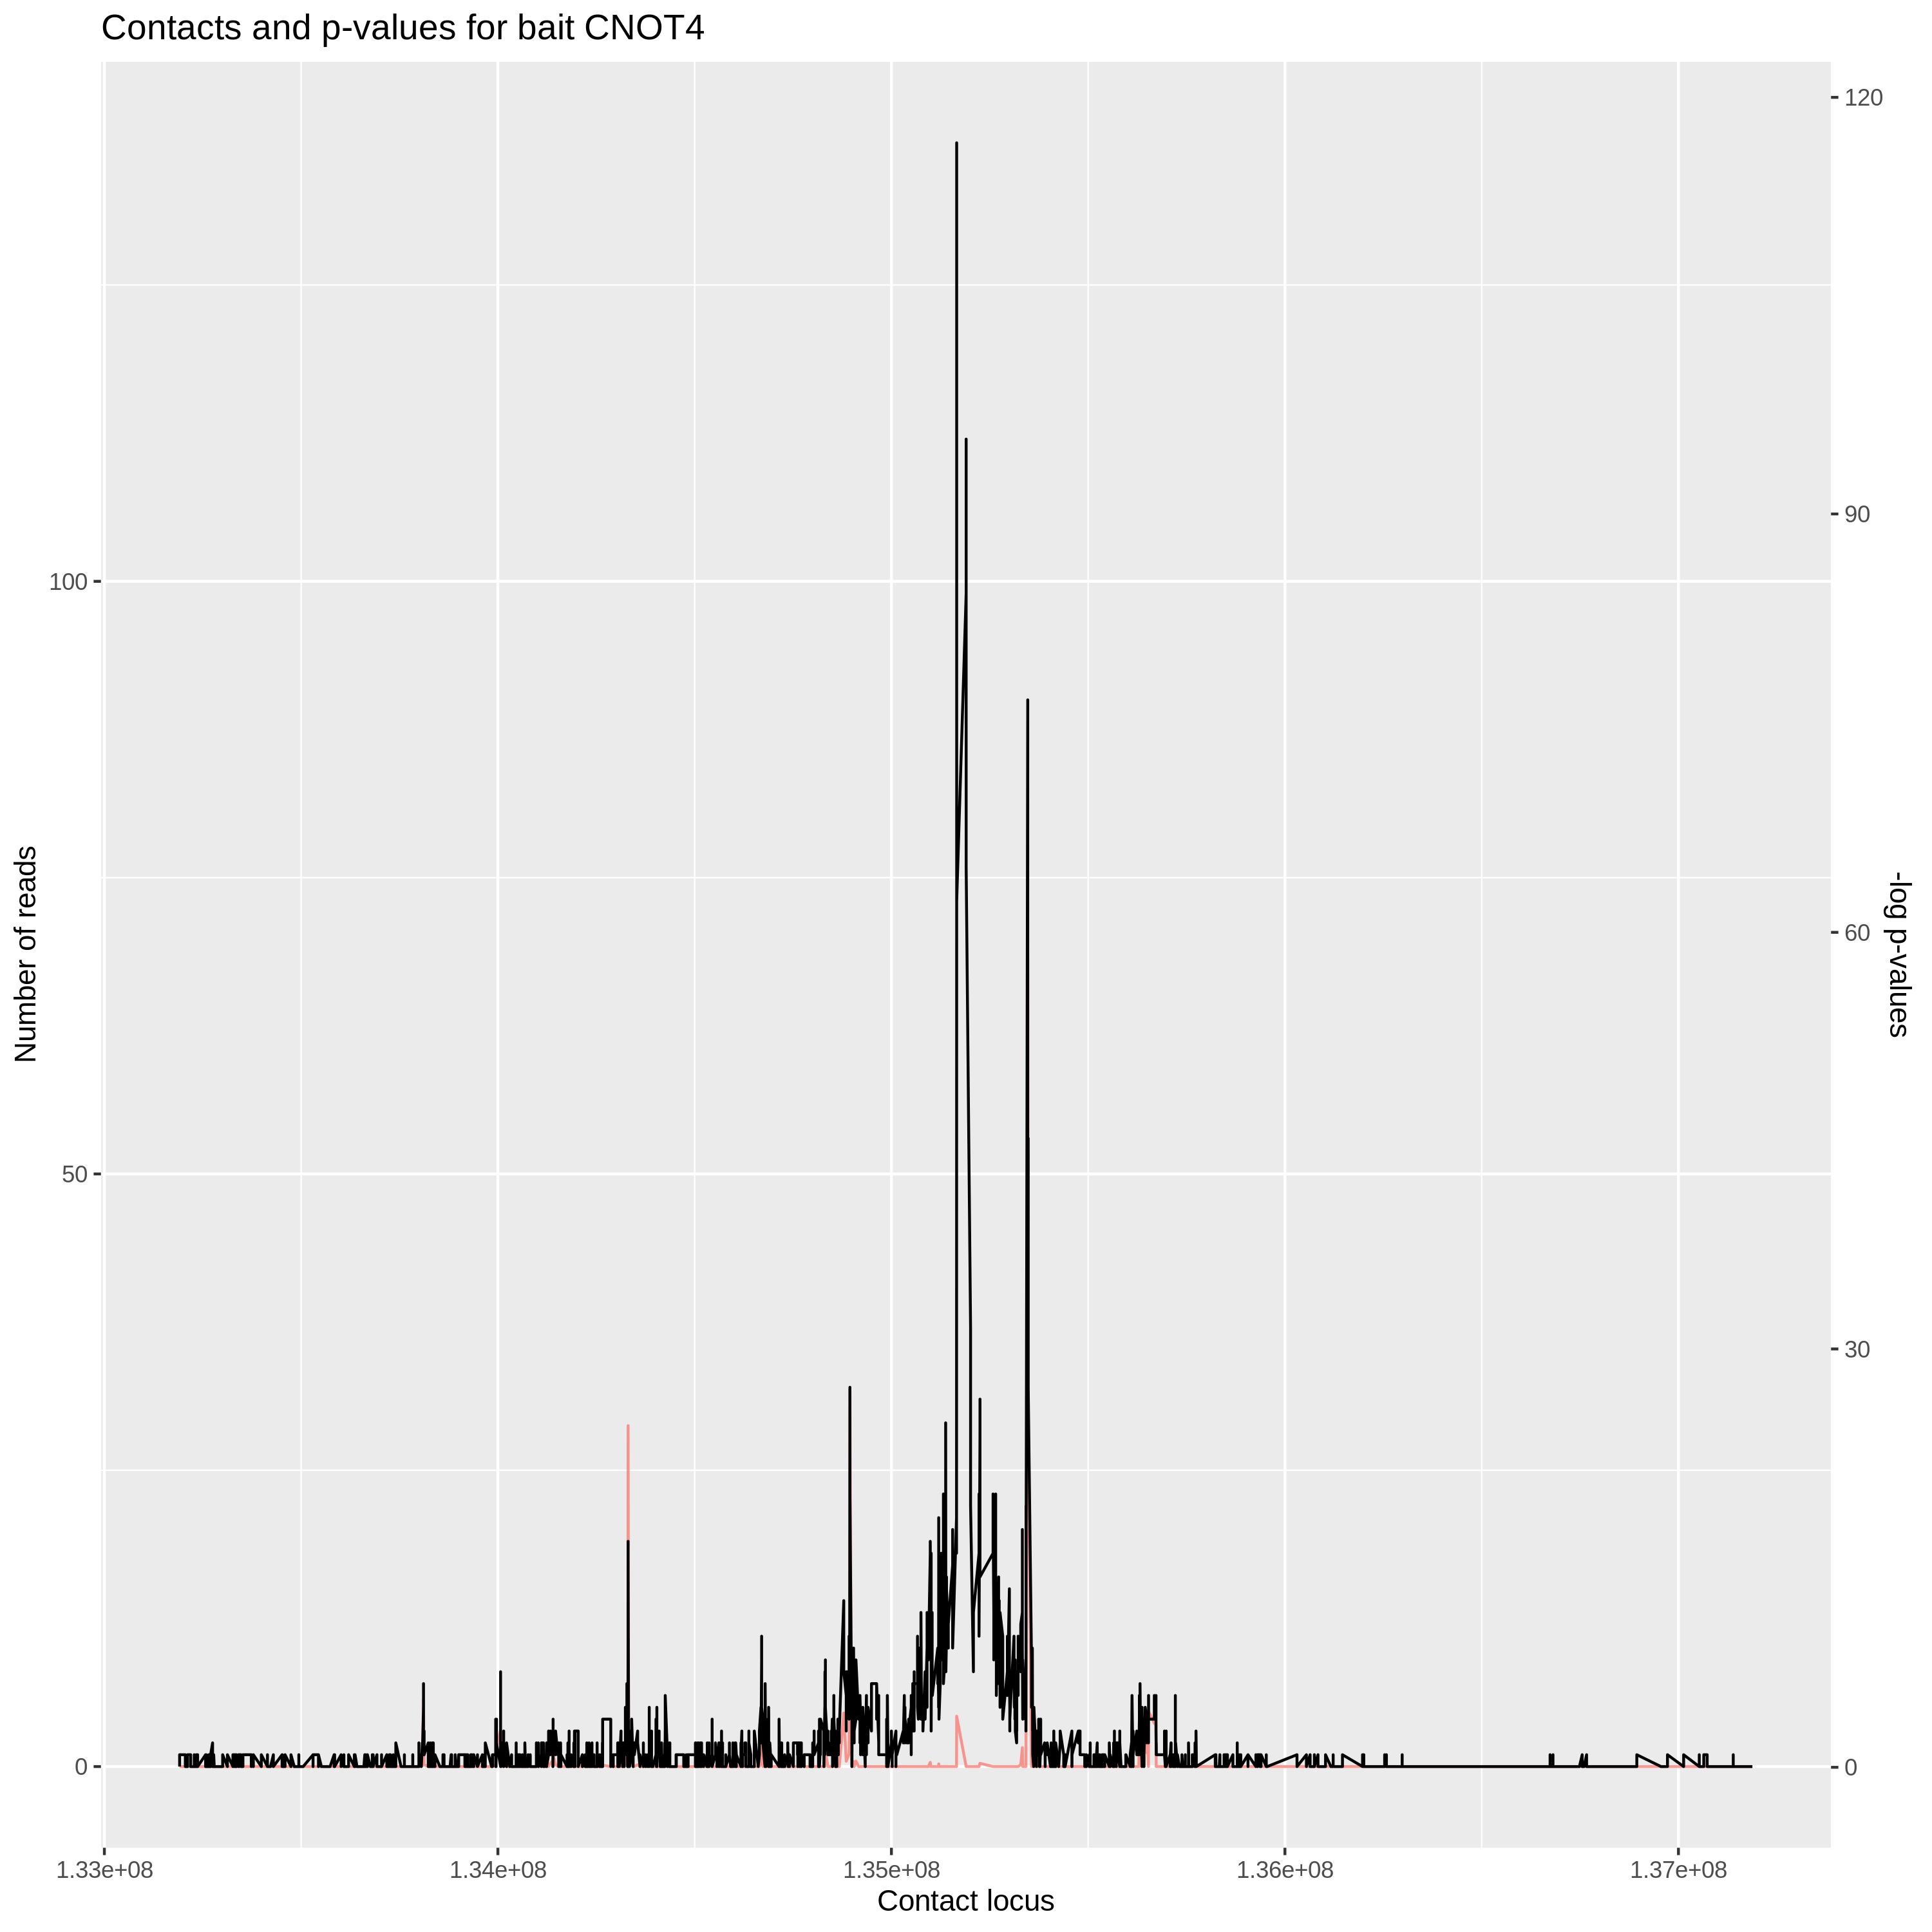 Contacts and p-values for bait CNOT4
120
90
100
60
50
30
0
0
Number of reads
-log p-values
1.33e+08
1.34e+08
1.35e+08
1.36e+08
1.37e+08
Contact locus